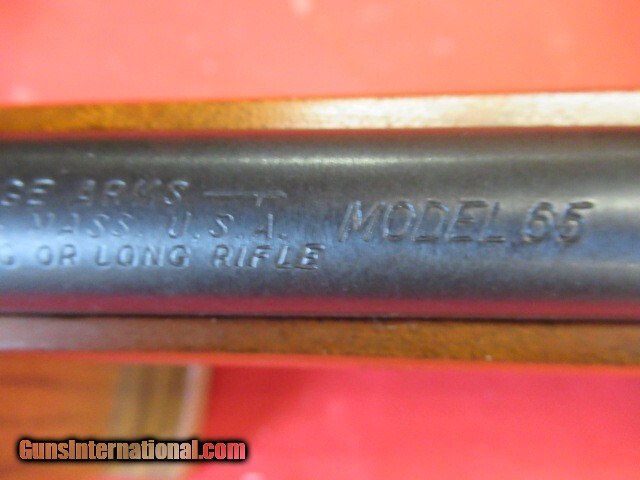 GE ARMS
MASS. U.S.A.
G OR LONG RIFLE
MODEL 65
GunsInternational.com